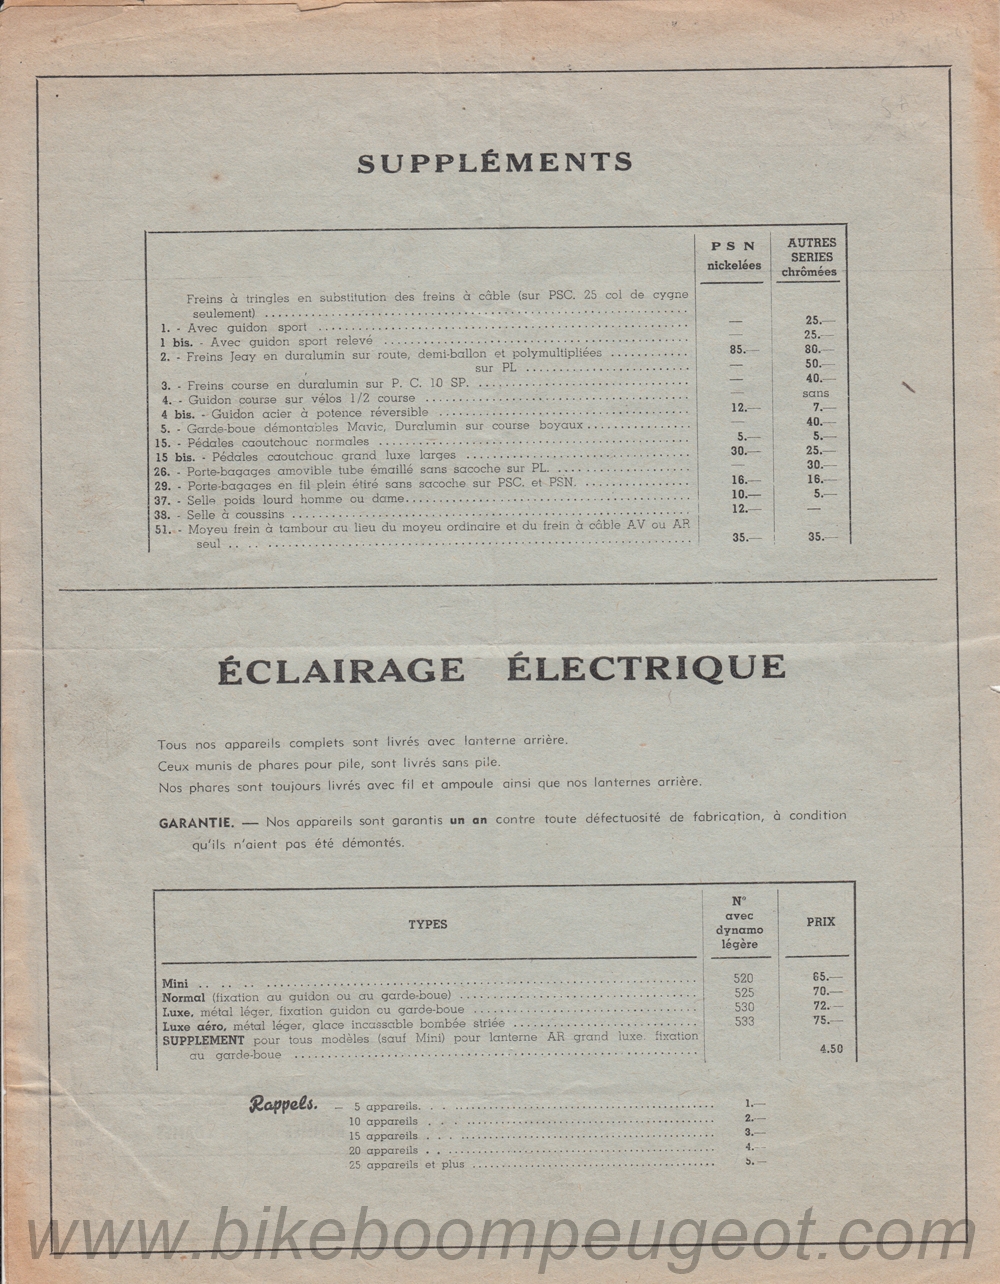 SUPPLÉMENTS
P S N
nickelées
AUTRES
SERIES
chrômées
Freins à tringles en substitution des freins à câble (sur PSC. 25 col de cygne
seulement) — 25.—
1. - Avec guidon sport — 25.—
1 bis. - Avec guidon sport relevé 85.— 80.—
2. - Freins Jeay en duralumin sur route, demi-ballon et polymultipliées — 50.—
sur PL — 40.—
3. - Freins course en duralumin sur P. C. 10 SP. — sans
4. - Guidon course sur vélos 1/2 course 12.— 7.—
4 bis. - Guidon acier à potence réversible — 40.—
5. - Garde-boue démontables Mavic, Duralumin sur course boyaux 5.— 5.—
15. - Pédales caoutchouc normales 30.— 25.—
15 bis. - Pédales caoutchouc grand luxe larges — 30.—
26. - Porte-bagages amovible tube émaillé sans sacoche sur PL. 16.— 16.—
29. - Porte-bagages en fil plein étiré sans sacoche sur PSC. et PSN. 10.— 5.—
37. - Selle poids lourd homme ou dame 12.— —
38. - Selle à coussins
51. - Moyeu frein à tambour au lieu du moyeu ordinaire et du frein à câble AV ou AR
seul 35.— 35.—
ÉCLAIRAGE ÉLECTRIQUE
Tous nos appareils complets sont livrés avec lanterne arrière.
Ceux munis de phares pour pile, sont livrés sans pile.
Nos phares sont toujours livrés avec fil et ampoule ainsi que nos lanternes arrière.
GARANTIE. — Nos appareils sont garantis un an contre toute défectuosité de fabrication, à condition
qu'ils n'aient pas été démontés.
TYPES
N°
avec
dynamo
légère
PRIX
Mini 520 65.—
Normal (fixation au guidon ou au garde-boue) 525 70.—
Luxe, métal léger, fixation guidon ou garde-boue 530 72.—
Luxe aéro, métal léger, glace incassable bombée striée 533 75.—
SUPPLEMENT pour tous modèles (sauf Mini) pour lanterne AR grand luxe. fixation
au garde-boue 4.50
Rappels. — 5 appareils. 1.—
10 appareils 2.—
15 appareils 3.—
20 appareils 4.—
25 appareils et plus 5.—
www.bikeboompeugeot.com